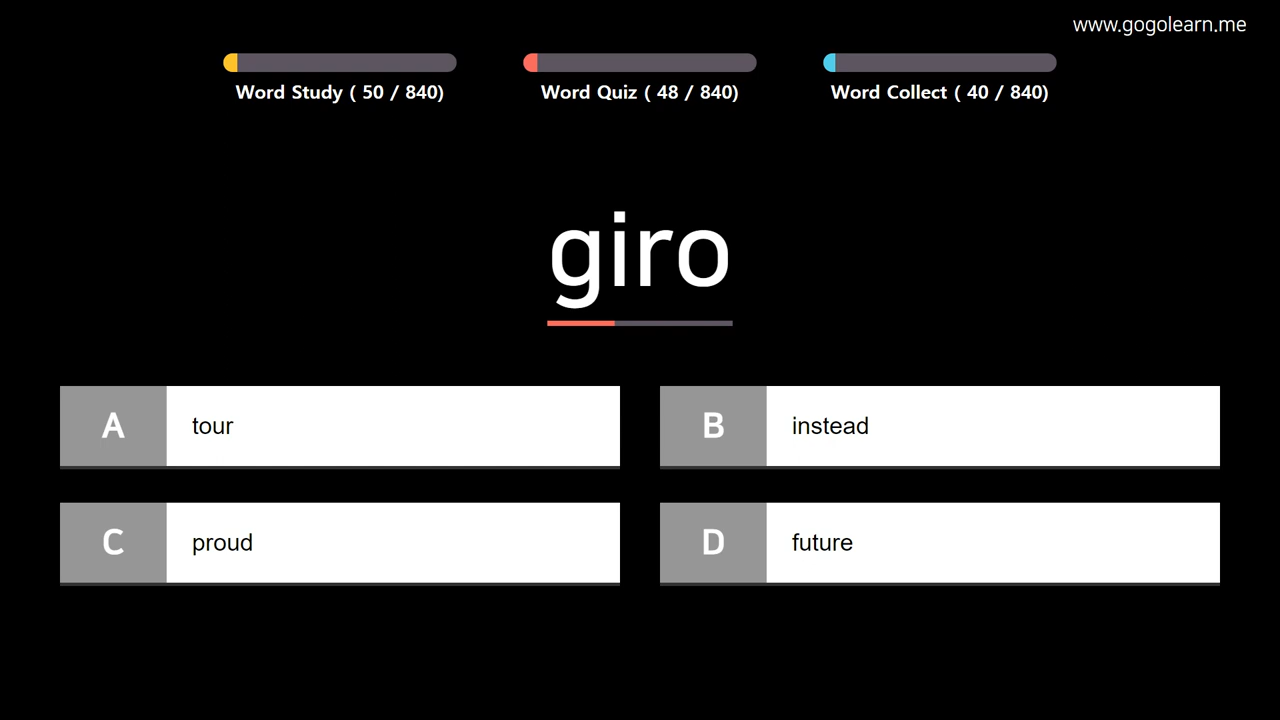 www.gogolearn.me
Word Study ( 50 / 840)
Word Quiz ( 48 / 840)
Word Collect ( 40 / 840)
giro
A tour
B instead
C proud
D future